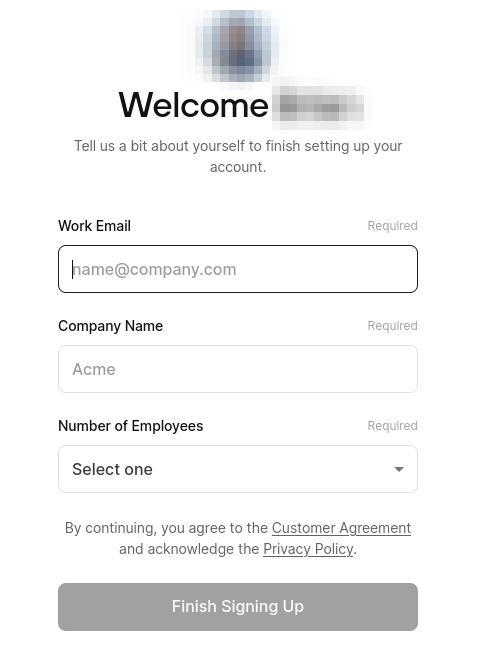 Welcome
Tell us a bit about yourself to finish setting up your
account.
Work Email
Required
name@company.com
Company Name
Required
Acme
Number of Employees
Required
Select one
By continuing, you agree to the Customer Agreement
and acknowledge the Privacy Policy.
Finish Signing Up